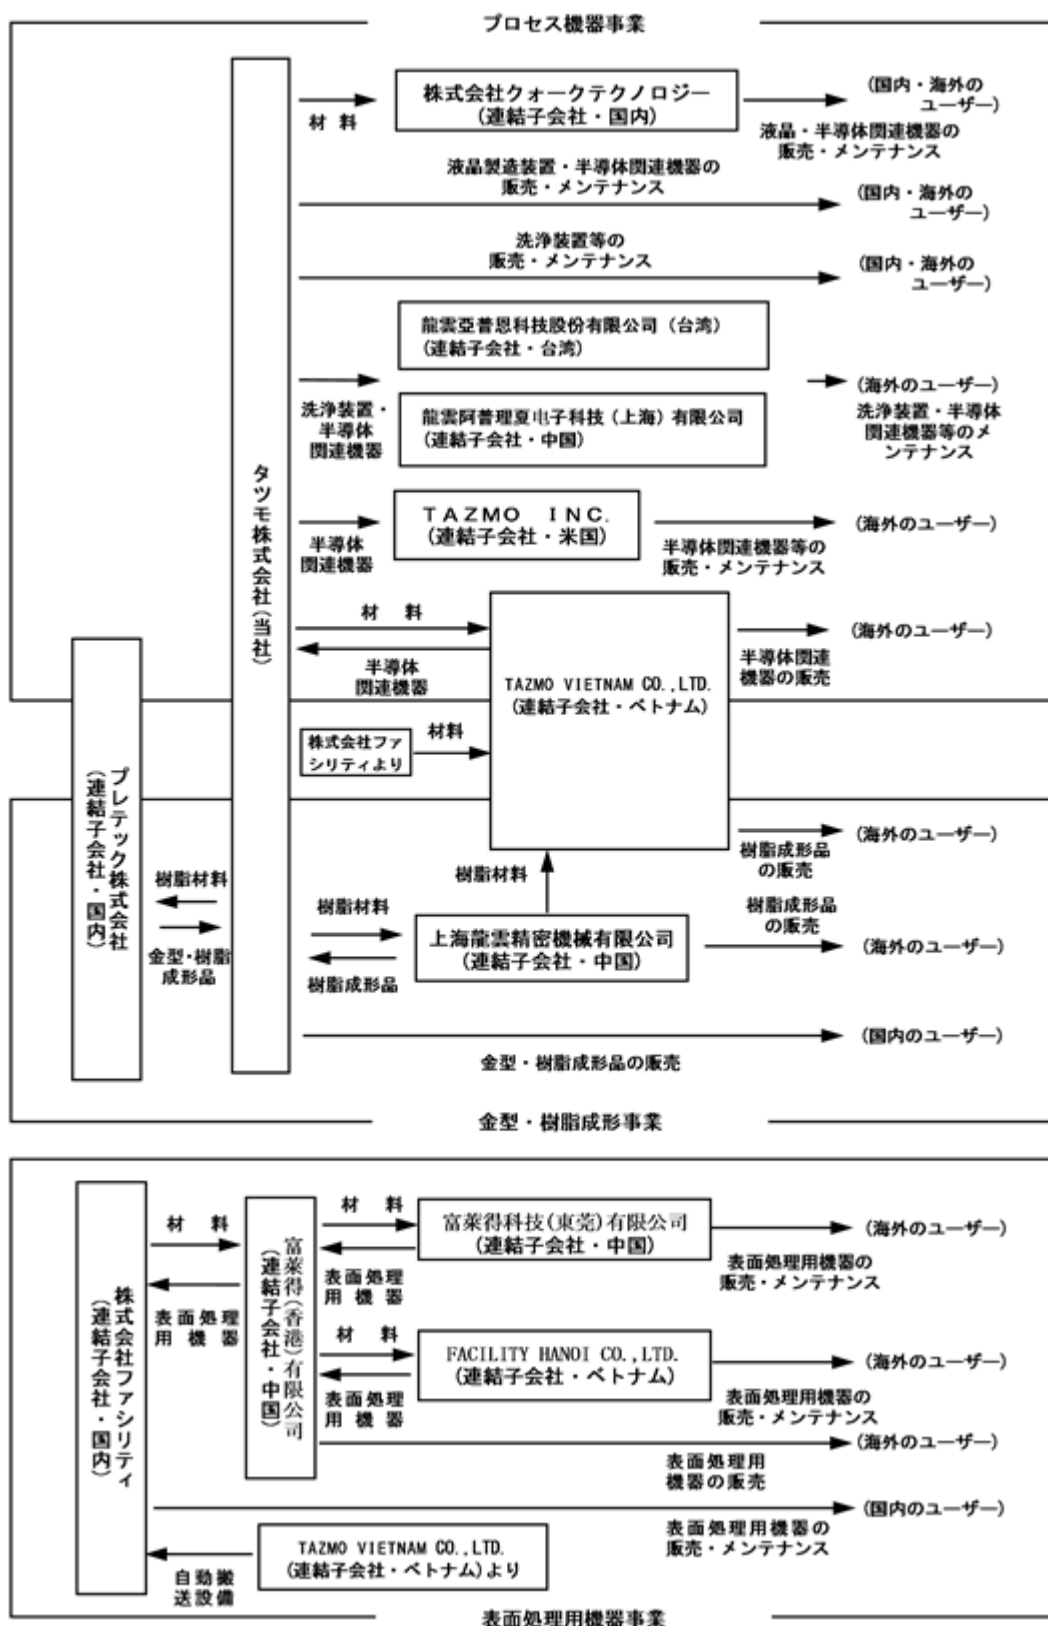 プロセス機器事業
株式会社クォークテクノロジー
(連結子会社・国内)
材 料
(国内・海外の
ユーザー)
液晶・半導体関連機器の
販売・メンテナンス
液晶製造装置・半導体関連機器の
販売・メンテナンス
(国内・海外の
ユーザー)
洗浄装置等の
販売・メンテナンス
(国内・海外の
ユーザー)
龍雲亞普恩科技股份有限公司(台湾)
(連結子会社・台湾)
洗浄装置・
半導体
関連機器
龍雲阿普理夏电子科技(上海)有限公司
(連結子会社・中国)
(海外のユーザー)
洗浄装置・半導体
関連機器等のメ
ンテナンス
タツモ株式会社(当社)
TAZMO INC.
(連結子会社・米国)
半導体
関連機器
(海外のユーザー)
半導体関連機器等の
販売・メンテナンス
材 料
半導体
関連機器
TAZMO VIETNAM CO.,LTD.
(連結子会社・ベトナム)
(海外のユーザー)
半導体関連
機器の販売
株式会社ファ
シリティより
材料
プレテック株式会社
(連結子会社・国内)
(海外のユーザー)
樹脂成形品
の販売
樹脂材料
樹脂材料
金型・樹脂
成形品
樹脂材料
樹脂成形品
上海龍雲精密機械有限公司
(連結子会社・中国)
樹脂成形品
の販売
(海外のユーザー)
(国内のユーザー)
金型・樹脂成形品の販売
金型・樹脂成形事業
株式会社ファシリティ
(連結子会社・国内)
材 料
表面処理
用機器
富莱得(香港)有限公司
(連結子会社・中国)
材 料
表面処理
用機器
富莱得科技(東莞)有限公司
(連結子会社・中国)
(海外のユーザー)
表面処理用機器の
販売・メンテナンス
材 料
表面処理
用機器
FACILITY HANOI CO.,LTD.
(連結子会社・ベトナム)
(海外のユーザー)
表面処理用機器の
販売・メンテナンス
(海外のユーザー)
表面処理用
機器の販売
(国内のユーザー)
表面処理用機器の
販売・メンテナンス
TAZMO VIETNAM CO.,LTD.
(連結子会社・ベトナム)より
自動搬
送設備
表面処理用機器事業